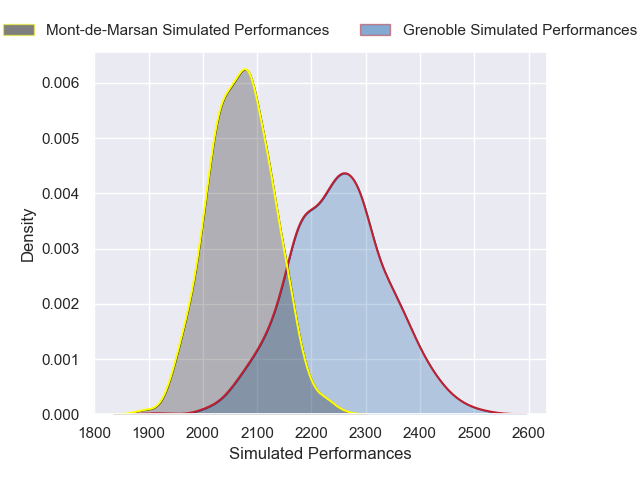 Mont-de-Marsan Simulated Performances
Grenoble Simulated Performances
0.006
0.005
0.004
0.003
0.002
0.001
0.000
Density
1800 1900 2000 2100 2200 2300 2400 2500 2600
Simulated Performances